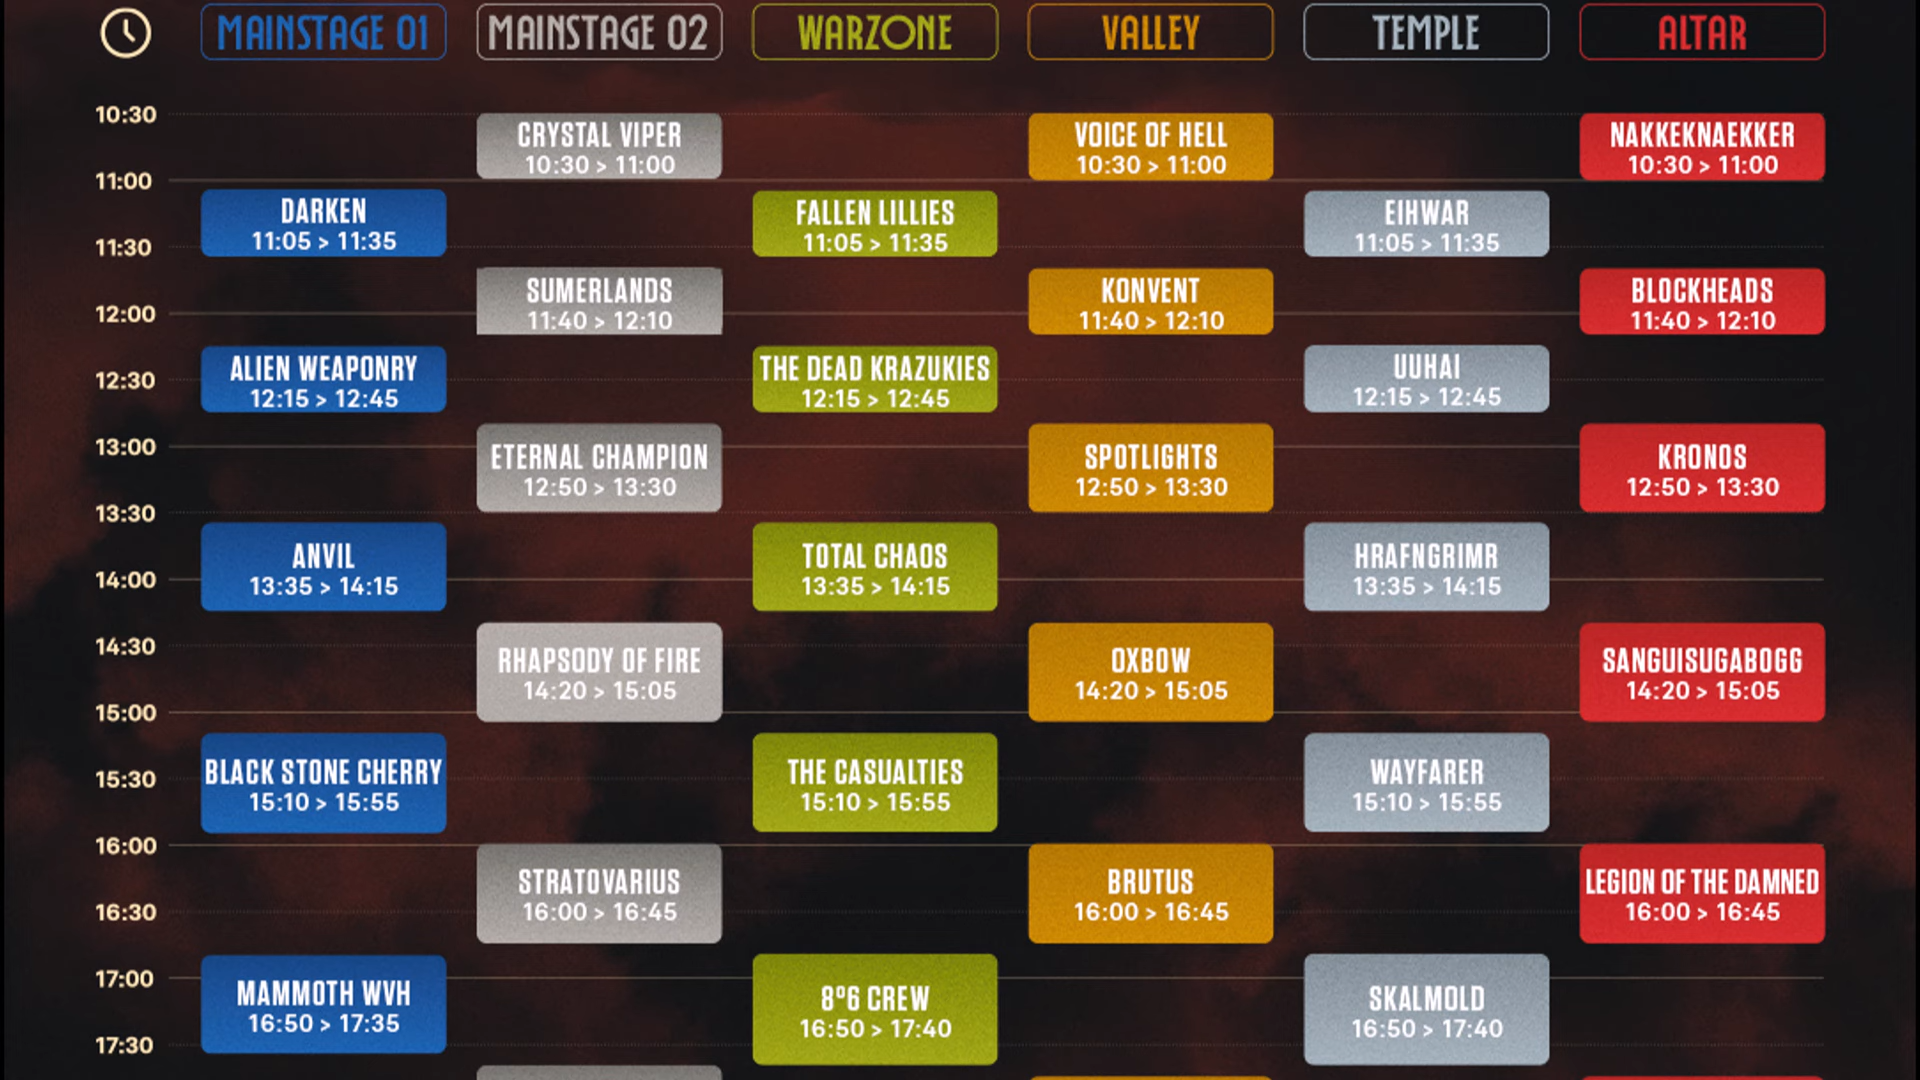 MAINSTAGE 01 MAINSTAGE 02 WARZONE VALLEY TEMPLE ALTAR
10:30
CRYSTAL VIPER
10:30 > 11:00
VOICE OF HELL
10:30 > 11:00
NAKKEKNAEKKER
10:30 > 11:00
11:00
DARKEN
11:05 > 11:35
FALLEN LILLIES
11:05 > 11:35
EIHWAR
11:05 > 11:35
11:30
SUMERLANDS
11:40 > 12:10
KONVENT
11:40 > 12:10
BLOCKHEADS
11:40 > 12:10
12:00
ALIEN WEAPONRY
12:15 > 12:45
THE DEAD KRAZUKIES
12:15 > 12:45
UUHAI
12:15 > 12:45
12:30
ETERNAL CHAMPION
12:50 > 13:30
SPOTLIGHTS
12:50 > 13:30
KRONOS
12:50 > 13:30
13:00
13:30
ANVIL
13:35 > 14:15
TOTAL CHAOS
13:35 > 14:15
HRAFNGRIMR
13:35 > 14:15
14:00
RHAPSODY OF FIRE
14:20 > 15:05
OXBOW
14:20 > 15:05
SANGUISUGABOGG
14:20 > 15:05
14:30
15:00
BLACK STONE CHERRY
15:10 > 15:55
THE CASUALTIES
15:10 > 15:55
WAYFARER
15:10 > 15:55
15:30
16:00
STRATOVARIUS
16:00 > 16:45
BRUTUS
16:00 > 16:45
LEGION OF THE DAMNED
16:00 > 16:45
16:30
MAMMOTH WVH
16:50 > 17:35
8°6 CREW
16:50 > 17:40
SKALMOLD
16:50 > 17:40
17:00
17:30